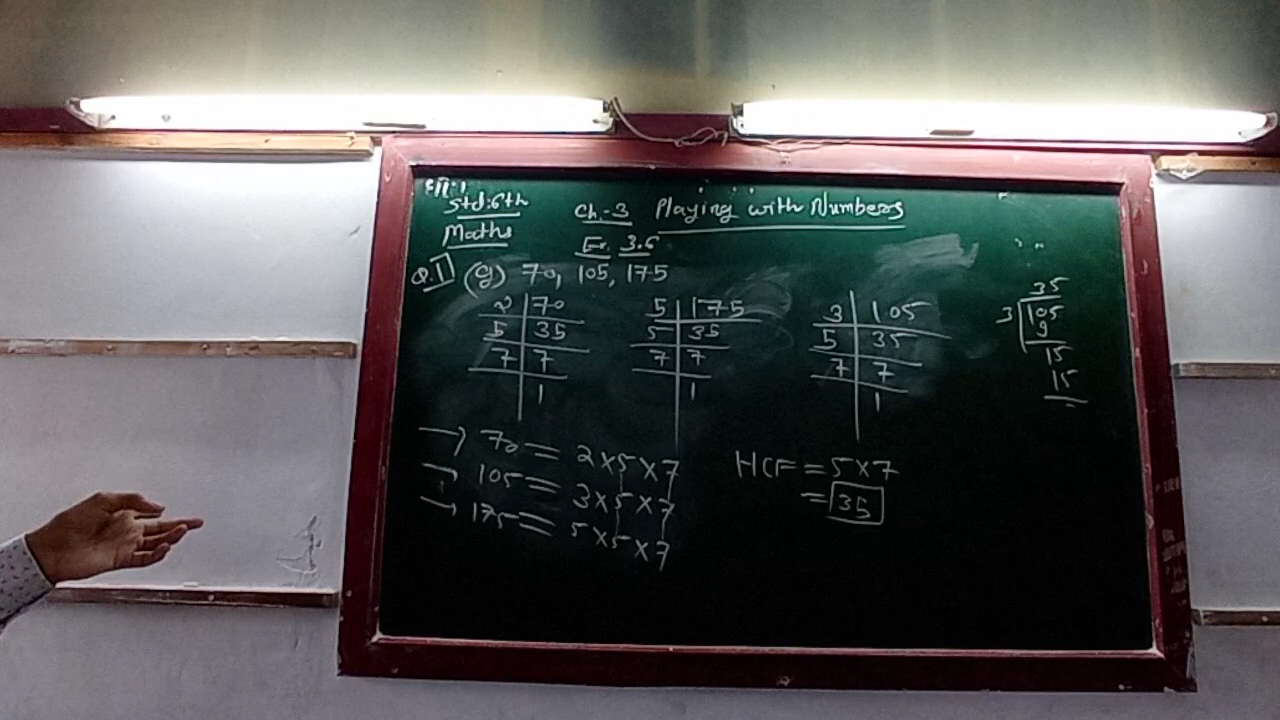 Std:6th
Ch.-3 Playing with Numbers
Maths
Ex. 3.6
Q.1 (g) 70, 105, 175
2 | 70
5 | 35
7 | 7
1
5 | 175
5 | 35
7 | 7
1
3 | 105
5 | 35
7 | 7
1
35
3 | 105
9
15
15
→ 70 = 2×5×7
→ 105 = 3×5×7
→ 175 = 5×5×7
HCF = 5×7
= 35